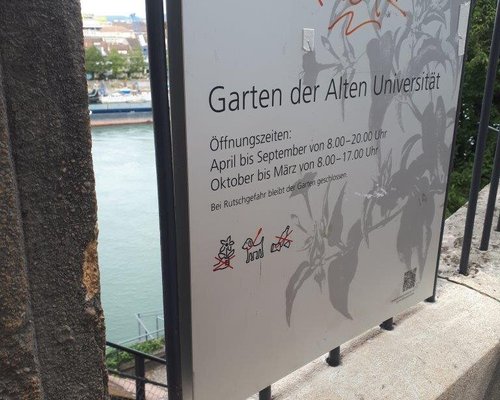 Garten der Alten Universität
Öffnungszeiten:
April bis September von 8.00–20.00 Uhr
Oktober bis März von 8.00–17.00 Uhr
Bei Rutschgefahr bleibt der Garten geschlossen.